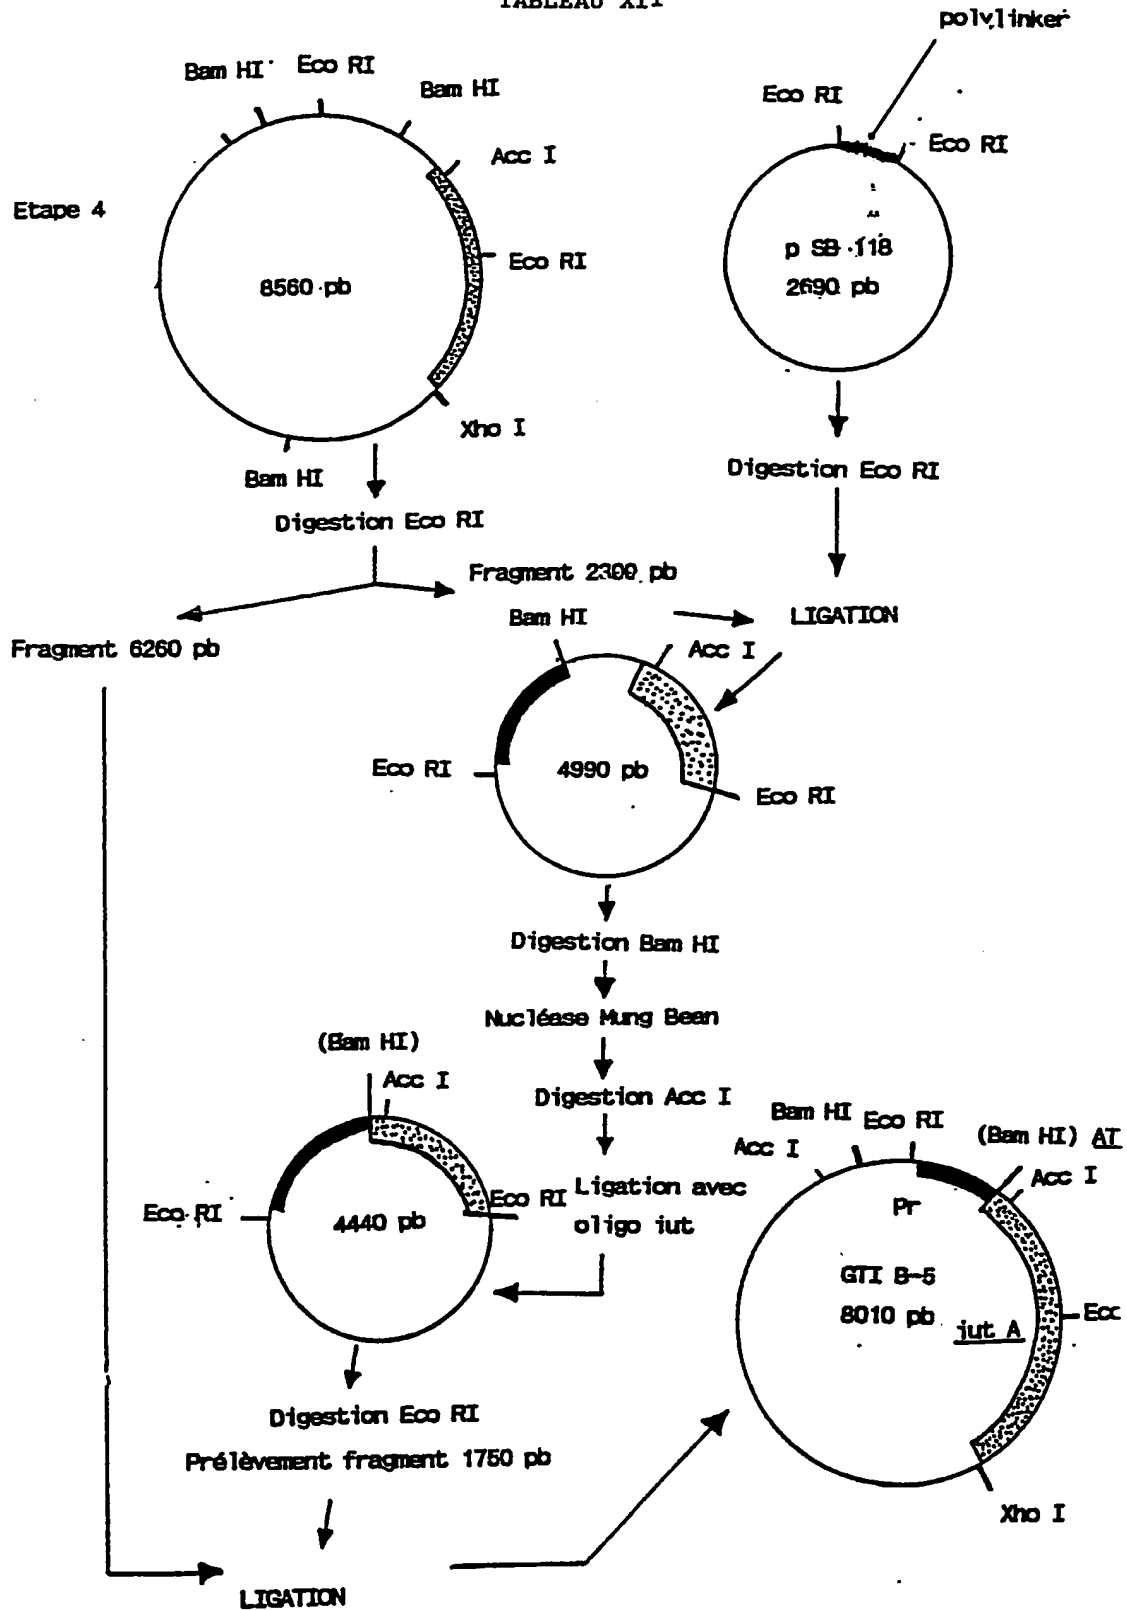 TABLEAU XII
polylinker
Bam HI
Eco RI
Bam HI
Acc I
Eco RI
Xho I
Bam HI
Etape 4
8560 pb
Eco RI
Eco RI
p SB 118
2690 pb
Digestion Eco RI
Digestion Eco RI
Fragment 2300 pb
Fragment 6260 pb
LIGATION
Bam HI
Acc I
Eco RI
4990 pb
Eco RI
Digestion Bam HI
Nucléase Mung Bean
Digestion Acc I
Ligation avec
oligo iut
(Bam HI)
Acc I
Eco RI
4440 pb
Eco RI
Digestion Eco RI
Prélèvement fragment 1750 pb
LIGATION
Acc I
Bam HI
Eco RI
(Bam HI) AT
Acc I
Pr
GTI B-5
8010 pb
iut A
Ecc
Xho I